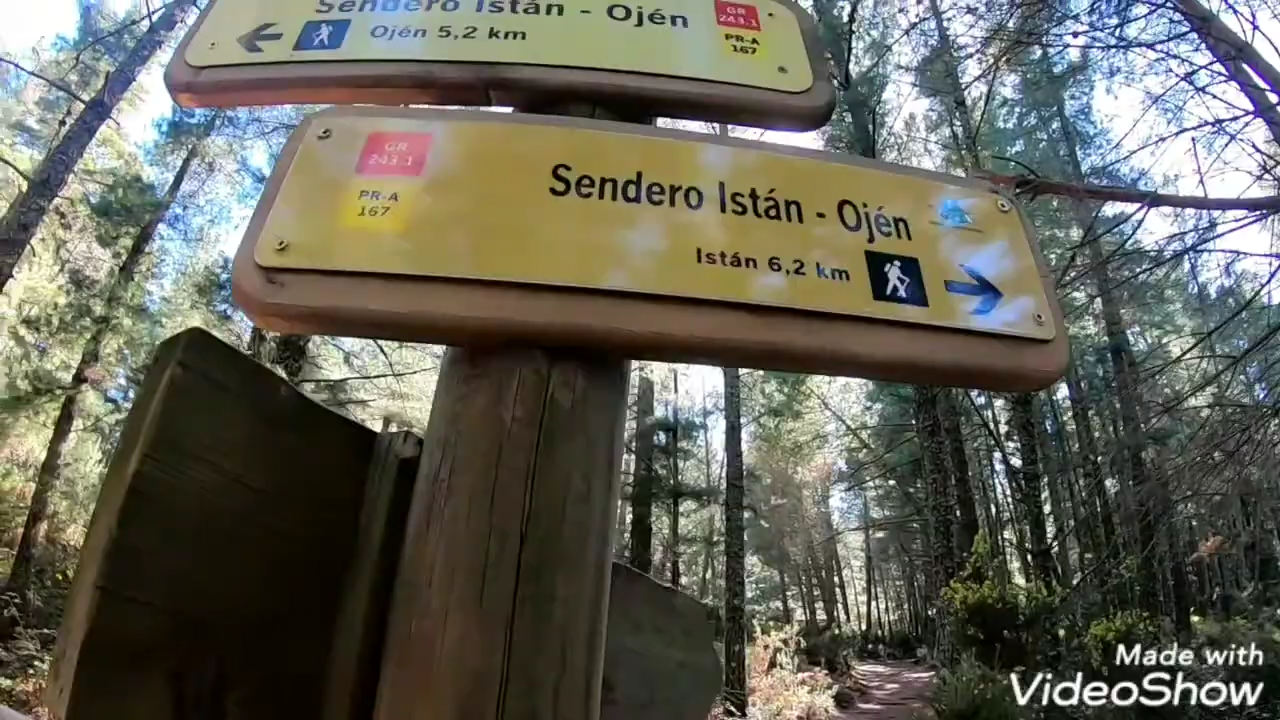 Sendero Istán - Ojén
Ojén 5,2 km
GR
243.1
PR-A
167
GR
243.1
PR-A
167
Sendero Istán - Ojén
Istán 6,2 km
Made with
VideoShow